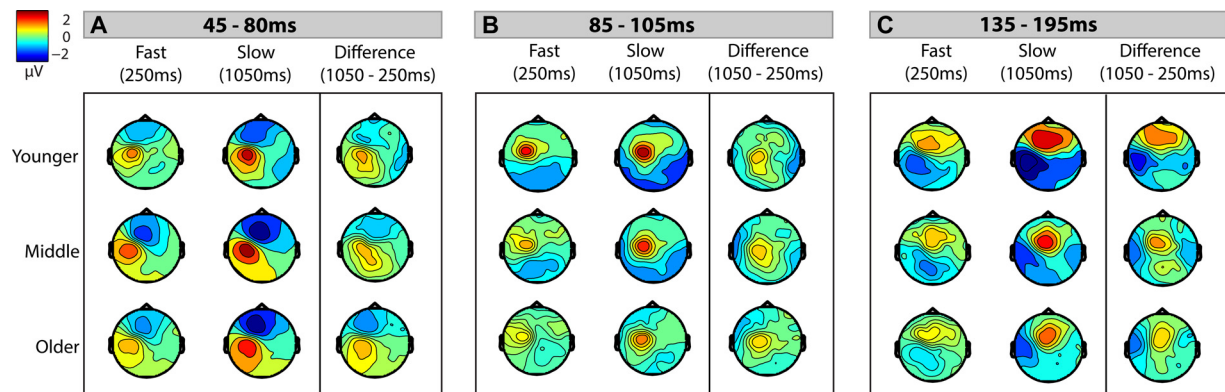 3
0
−2
μV
A 45 - 80ms
Fast Slow Difference
(250ms) (1050ms) (1050 - 250ms)
B 85 - 105ms
Fast Slow Difference
(250ms) (1050ms) (1050 - 250ms)
C 135 - 195ms
Fast Slow Difference
(250ms) (1050ms) (1050 - 250ms)
Younger
Middle
Older